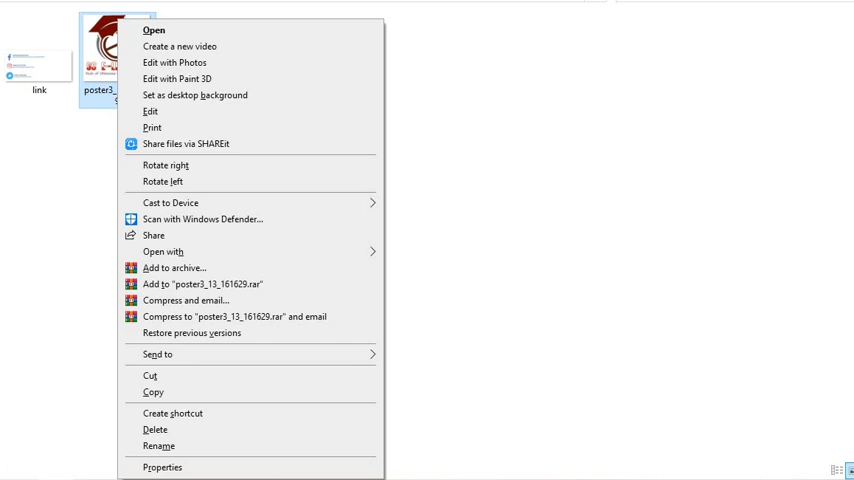 Open
Create a new video
Edit with Photos
Edit with Paint 3D
Set as desktop background
Edit
Print
Share files via SHAREit
Rotate right
Rotate left
Cast to Device
Scan with Windows Defender...
Share
Open with
Add to archive...
Add to "poster3_13_161629.rar"
Compress and email...
Compress to "poster3_13_161629.rar" and email
Restore previous versions
Send to
Cut
Copy
Create shortcut
Delete
Rename
Properties
link
poster3_